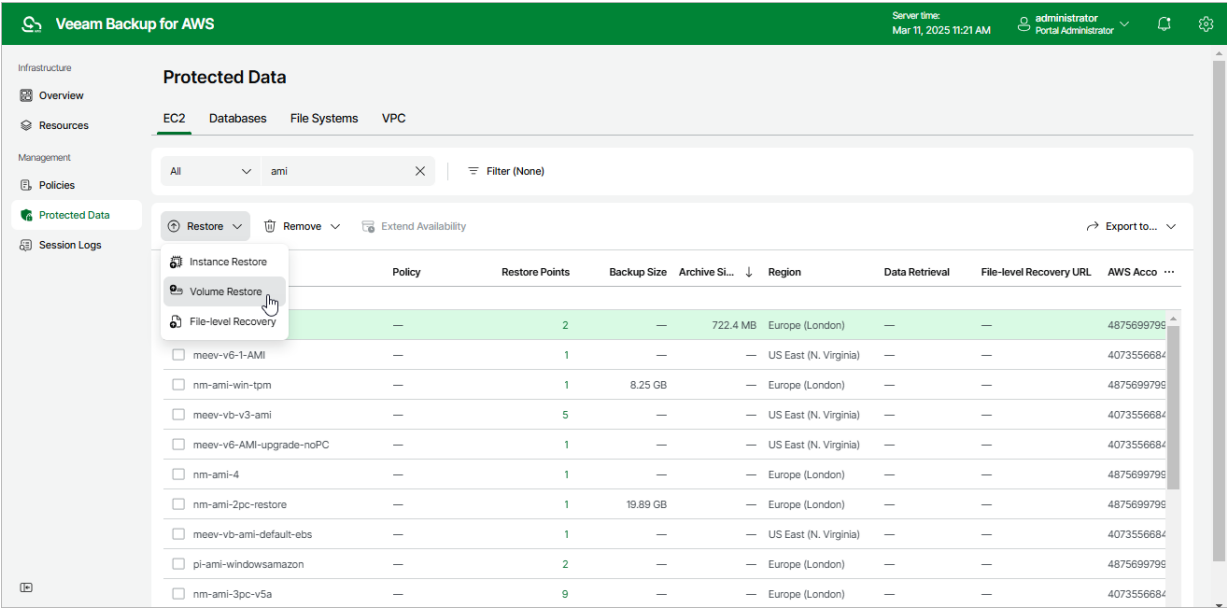 Veeam Backup for AWS
Server time:
Mar 11, 2025 11:21 AM
administrator
Portal Administrator
Infrastructure
Overview
Resources
Management
Policies
Protected Data
Session Logs
Protected Data
EC2 Databases File Systems VPC
All ami Filter (None)
Restore Remove Extend Availability Export to...
Instance Restore
Volume Restore
File-level Recovery
Policy Restore Points Backup Size Archive Si... Region Data Retrieval File-level Recovery URL AWS Acco ...
— 2 — 722.4 MB Europe (London) — — 4875699799
meev-v6-1-AMI — 1 — — US East (N. Virginia) — — 4073556684
nm-ami-win-tpm — 1 8.25 GB — Europe (London) — — 4875699799
meev-vb-v3-ami — 5 — — US East (N. Virginia) — — 4073556684
meev-v6-AMI-upgrade-noPC — 1 — — US East (N. Virginia) — — 4073556684
nm-ami-4 — 1 — — Europe (London) — — 4875699799
nm-ami-2pc-restore — 1 19.89 GB — Europe (London) — — 4875699799
meev-vb-ami-default-ebs — 1 — — US East (N. Virginia) — — 4073556684
pi-ami-windowsamazon — 2 — — Europe (London) — — 4875699799
nm-ami-3pc-v5a — 9 — — Europe (London) — — 4073556684